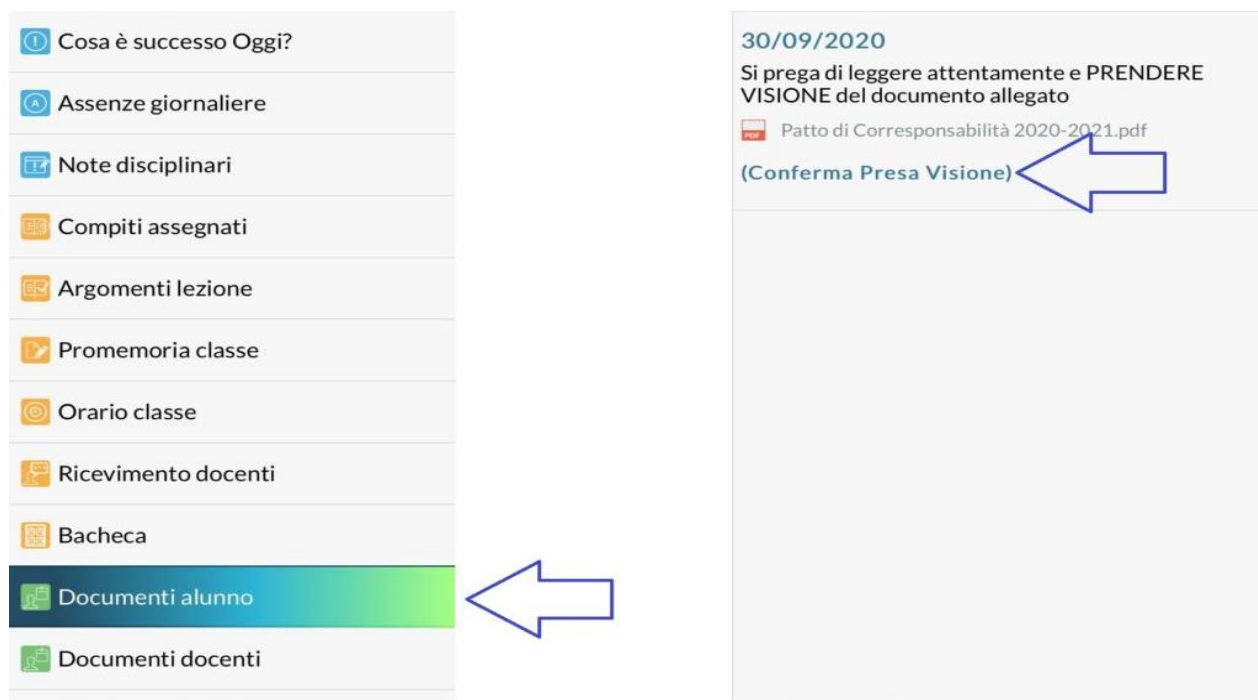 Cosa è successo Oggi?
Assenze giornaliere
Note disciplinari
Compiti assegnati
Argomenti lezione
Promemoria classe
Orario classe
Ricevimento docenti
Bacheca
Documenti alunno
Documenti docenti
30/09/2020
Si prega di leggere attentamente e PRENDERE
VISIONE del documento allegato
PDF Patto di Corresponsabilità 2020-2021.pdf
(Conferma Presa Visione)